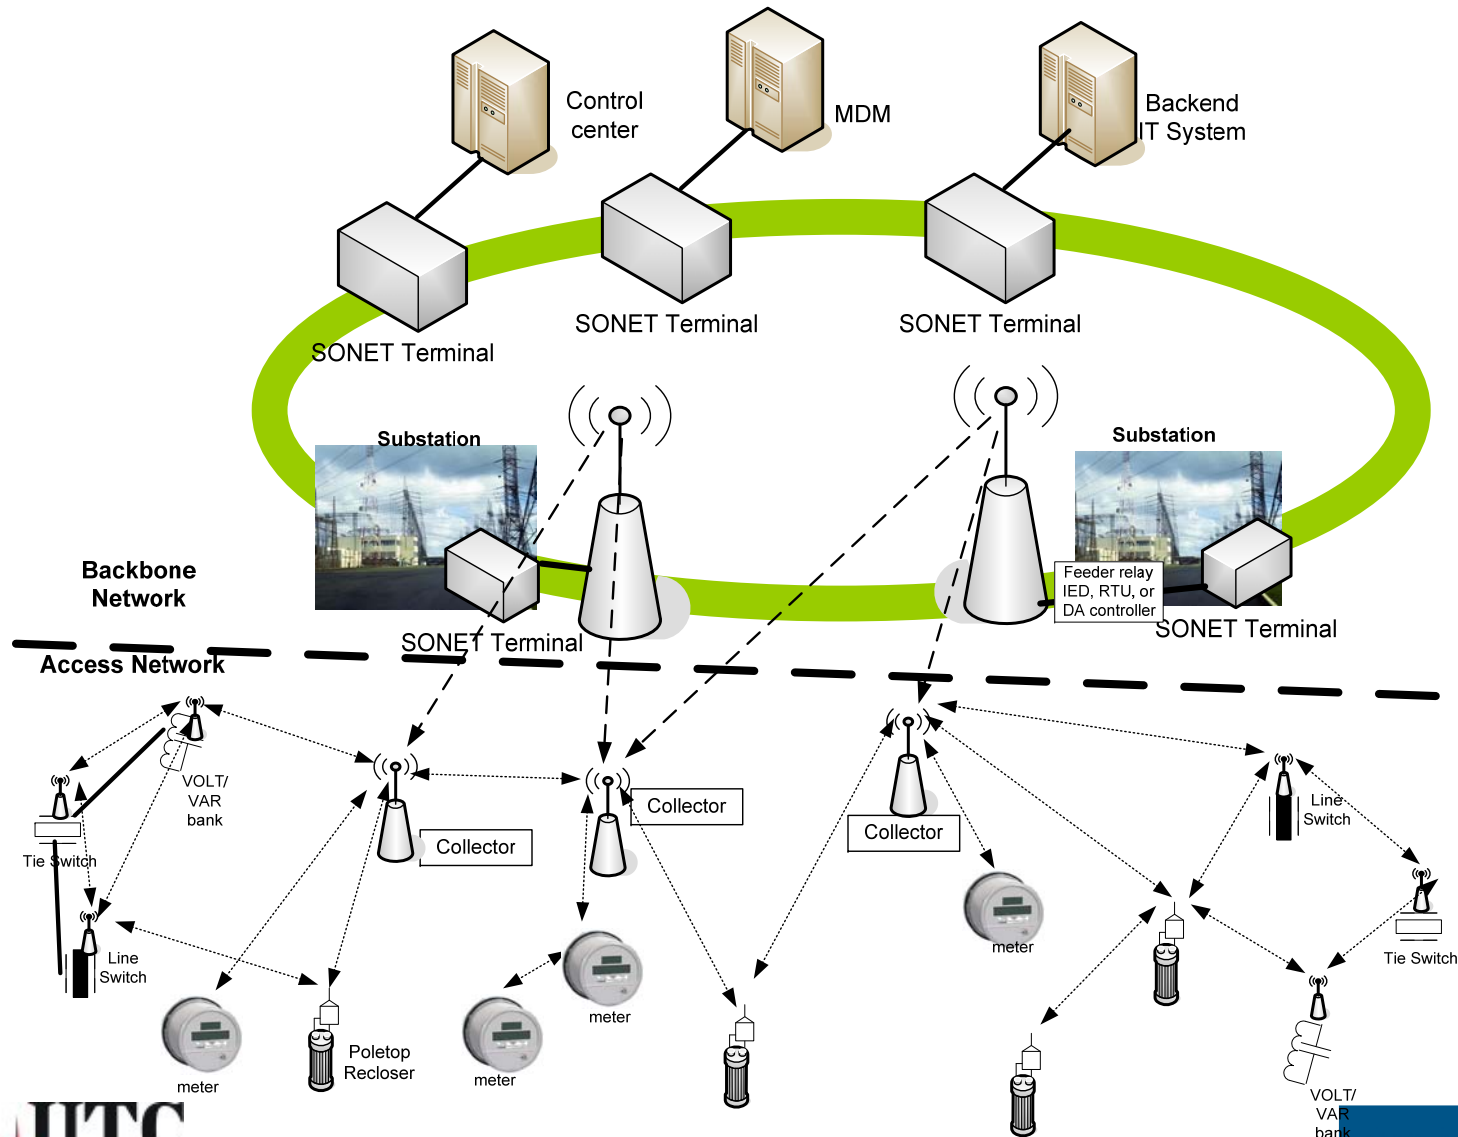 Control
center
MDM
Backend
IT System
SONET Terminal
SONET Terminal
SONET Terminal
Substation
Substation
Feeder relay
IED, RTU, or
DA controller
SONET Terminal
SONET Terminal
Backbone
Network
Access Network
VOLT/
VAR
bank
Tie Switch
Line
Switch
Collector
Collector
Collector
Line
Switch
Tie Switch
meter
meter
meter
meter
Poletop
Recloser
VOLT/
VAR
bank
UTC